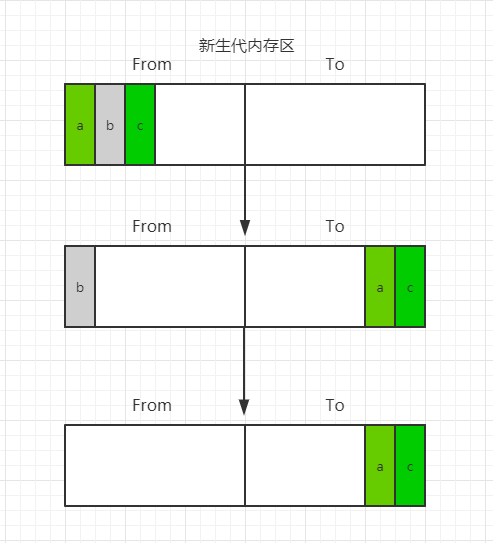 新生代内存区
From To
a b c
From To
b a c
From To
a c